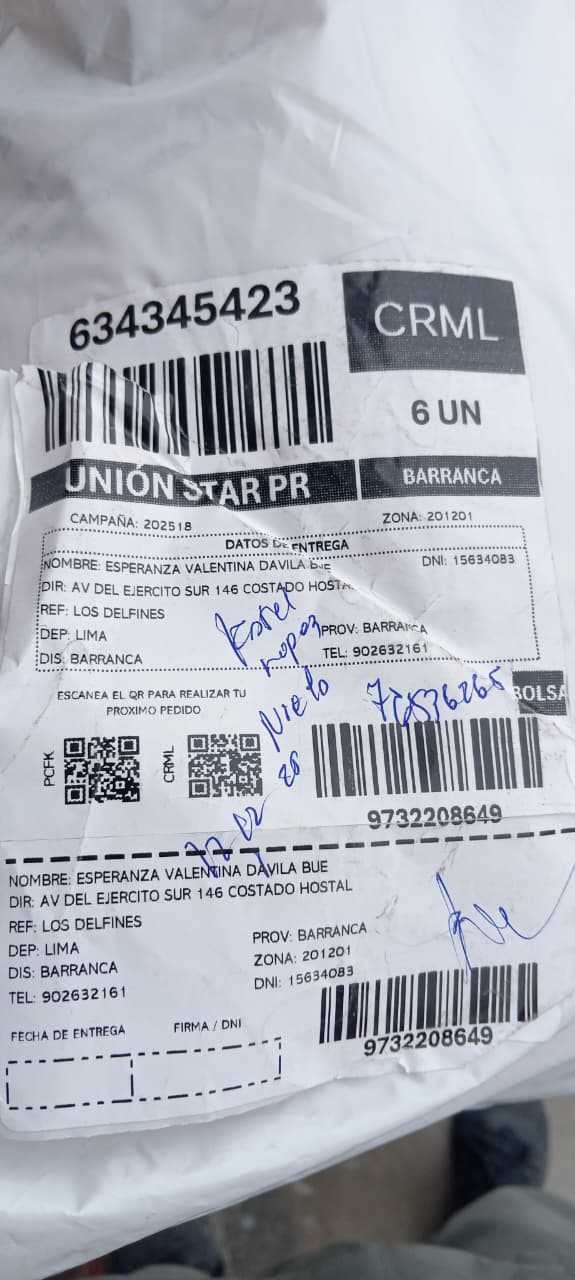 634345423
CRML
6 UN
UNIÓN STAR PR
BARRANCA
CAMPAÑA: 202518
ZONA: 201201
DATOS DE ENTREGA
NOMBRE: ESPERANZA VALENTINA DAVILA BUE
DNI: 15634083
DIR: AV DEL EJERCITO SUR 146 COSTADO HOSTA
REF: LOS DELFINES
DEP: LIMA
PROV: BARRANCA
DIS: BARRANCA
TEL: 902632161
ESCANEA EL QR PARA REALIZAR TU
PROXIMO PEDIDO
Nieto
BOLSA
PCFK
CRML
9732208649
NOMBRE: ESPERANZA VALENTINA DAVILA BUE
DIR: AV DEL EJERCITO SUR 146 COSTADO HOSTAL
REF: LOS DELFINES
DEP: LIMA
PROV: BARRANCA
DIS: BARRANCA
ZONA: 201201
TEL: 902632161
DNI: 15634083
FECHA DE ENTREGA
FIRMA / DNI
9732208649